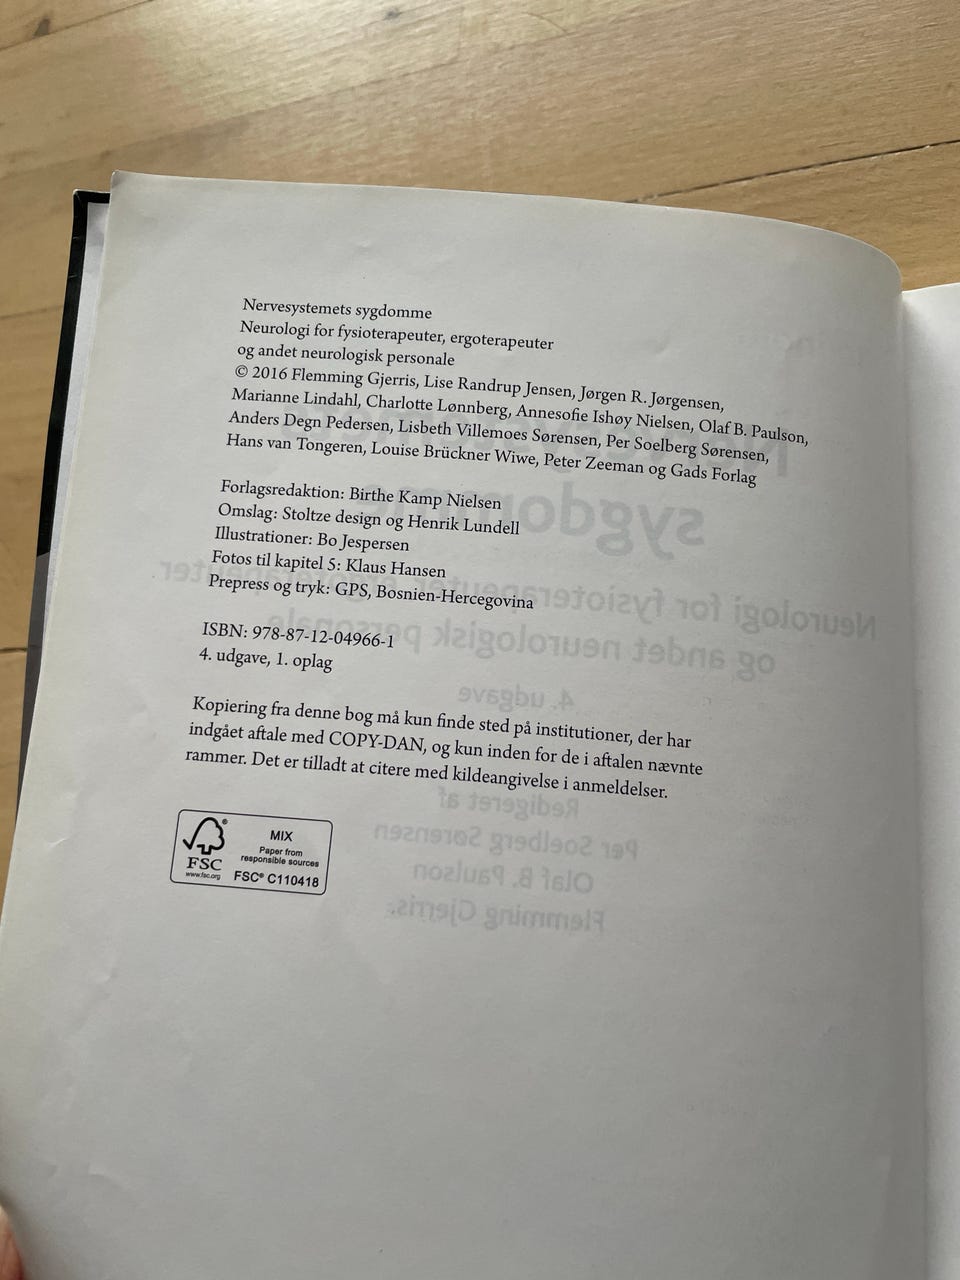 Nervesystemets sygdomme
Neurologi for fysioterapeuter, ergoterapeuter
og andet neurologisk personale
© 2016 Flemming Gjerris, Lise Randrup Jensen, Jørgen R. Jørgensen,
Marianne Lindahl, Charlotte Lønnberg, Annesofie Ishøy Nielsen, Olaf B. Paulson,
Anders Degn Pedersen, Lisbeth Villemoes Sørensen, Per Soelberg Sørensen,
Hans van Tongeren, Louise Brückner Wiwe, Peter Zeeman og Gads Forlag
Forlagsredaktion: Birthe Kamp Nielsen
Omslag: Stoltze design og Henrik Lundell
Illustrationer: Bo Jespersen
Fotos til kapitel 5: Klaus Hansen
Prepress og tryk: GPS, Bosnien-Hercegovina
ISBN: 978-87-12-04966-1
4. udgave, 1. oplag
Kopiering fra denne bog må kun finde sted på institutioner, der har
indgået aftale med COPY-DAN, og kun inden for de i aftalen nævnte
rammer. Det er tilladt at citere med kildeangivelse i anmeldelser.
FSC
www.fsc.org
MIX
Paper from
responsible sources
FSC® C110418